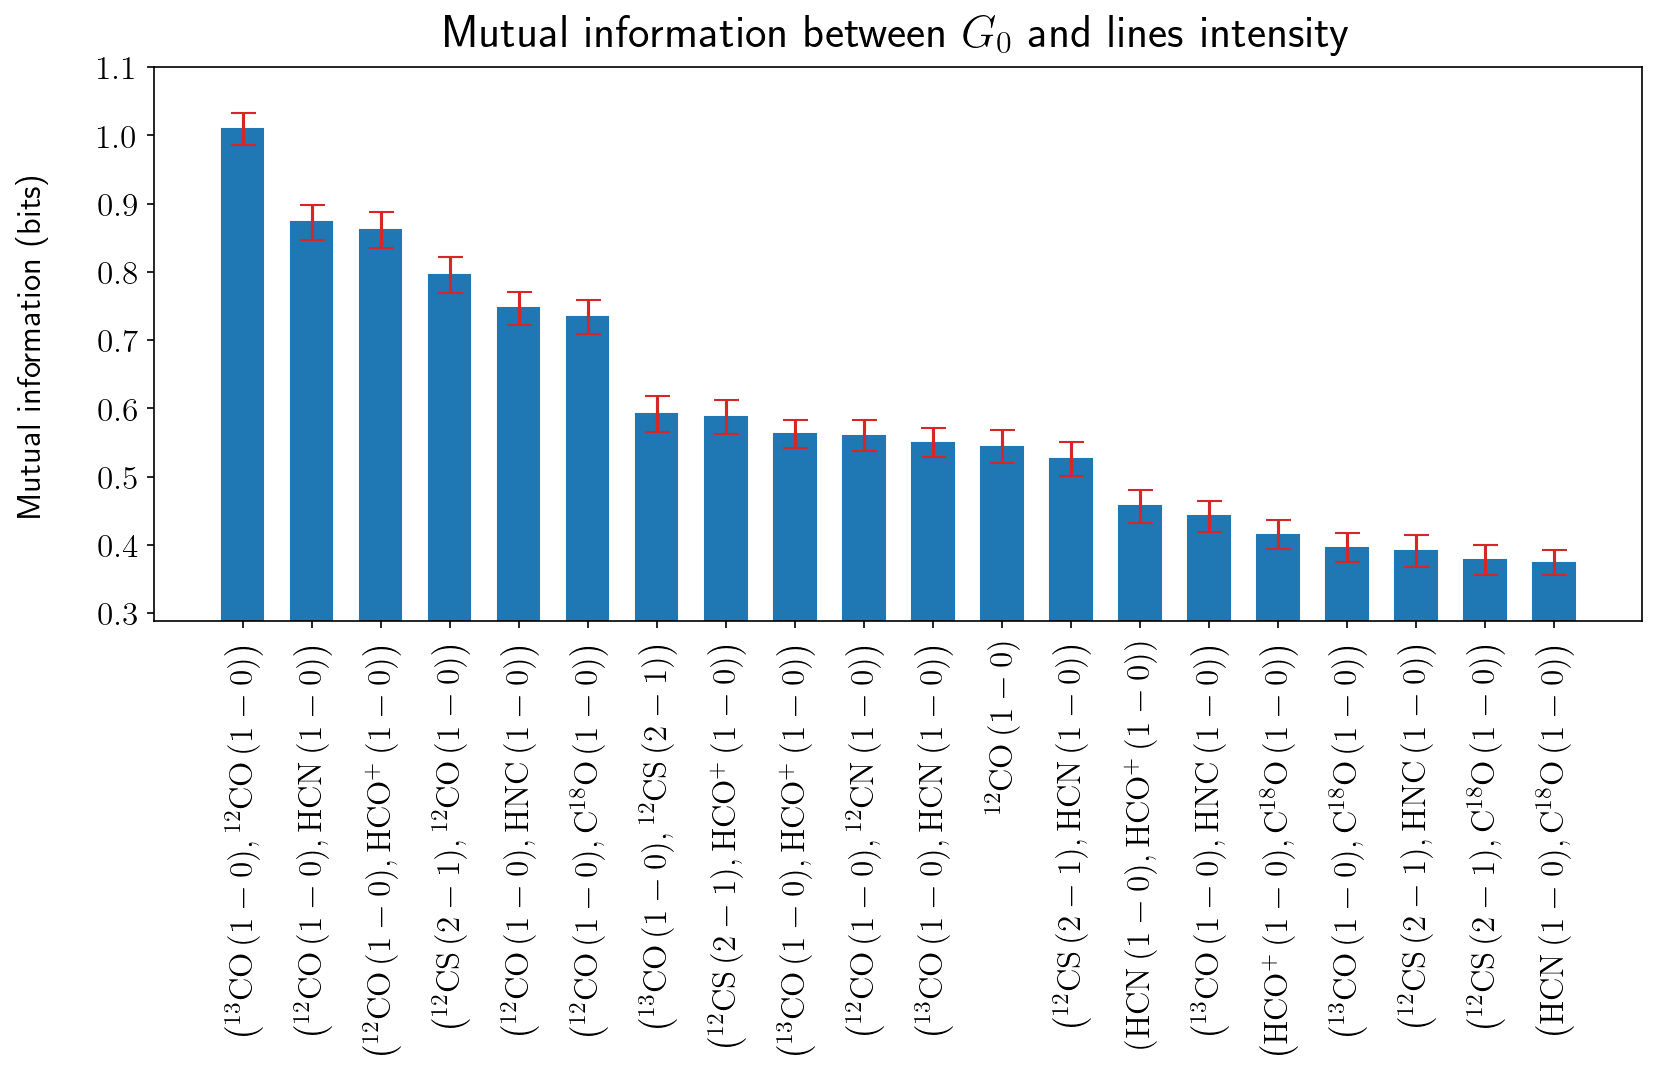 Mutual information between G₀ and lines intensity
Mutual information (bits)
1.1
1.0
0.9
0.8
0.7
0.6
0.5
0.4
0.3
(¹³CO (1 − 0), ¹²CO (1 − 0))
(¹²CO (1 − 0), HCN (1 − 0))
(¹²CO (1 − 0), HCO⁺ (1 − 0))
(¹²CS (2 − 1), ¹²CO (1 − 0))
(¹²CO (1 − 0), HNC (1 − 0))
(¹²CO (1 − 0), C¹⁸O (1 − 0))
(¹³CO (1 − 0), ¹²CS (2 − 1))
(¹²CS (2 − 1), HCO⁺ (1 − 0))
(¹³CO (1 − 0), HCO⁺ (1 − 0))
(¹²CO (1 − 0), ¹²CN (1 − 0))
(¹³CO (1 − 0), HCN (1 − 0))
¹²CO (1 − 0)
(¹²CS (2 − 1), HCN (1 − 0))
(HCN (1 − 0), HCO⁺ (1 − 0))
(¹³CO (1 − 0), HNC (1 − 0))
(HCO⁺ (1 − 0), C¹⁸O (1 − 0))
(¹³CO (1 − 0), C¹⁸O (1 − 0))
(¹²CS (2 − 1), HNC (1 − 0))
(¹²CS (2 − 1), C¹⁸O (1 − 0))
(HCN (1 − 0), C¹⁸O (1 − 0))